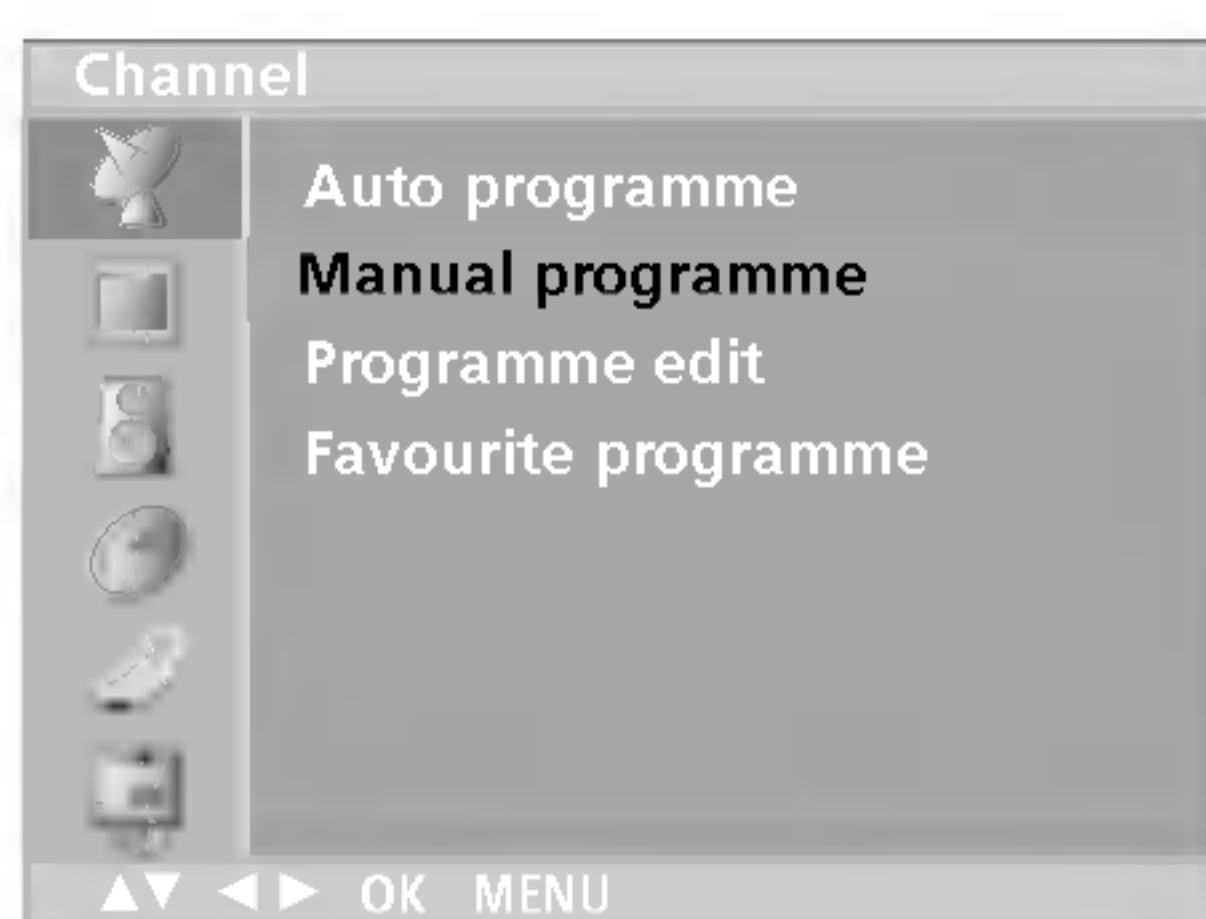 Channel
Auto programme
Manual programme
Programme edit
Favourite programme
▲▼ ◀ ▶ OK MENU